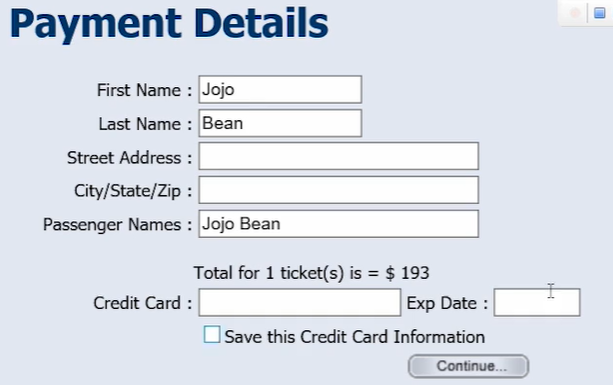 Payment Details
First Name : Jojo
Last Name : Bean
Street Address :
City/State/Zip :
Passenger Names : Jojo Bean
Total for 1 ticket(s) is = $ 193
Credit Card : Exp Date :
Save this Credit Card Information
Continue...